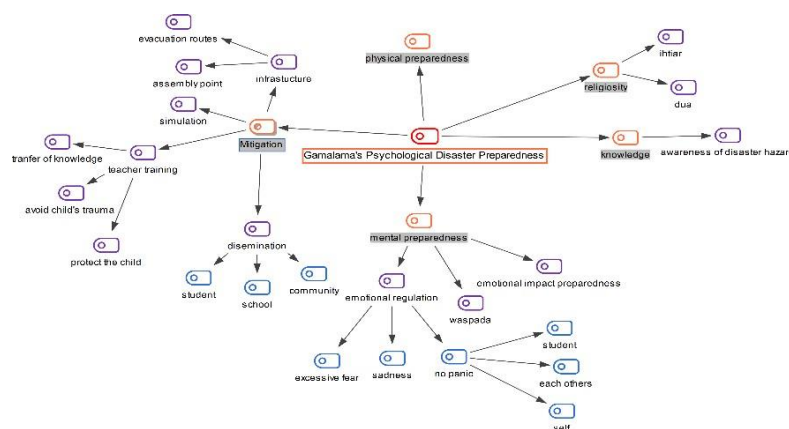 evacuation routes
physical preparedness
ihtiar
assembly point
infrastucture
religiosity
dua
simulation
Mitigation
Gamalama's Psychological Disaster Preparedness
knowledge
awareness of disaster hazar
tranfer of knowledge
teacher training
avoid child's trauma
protect the child
disemination
mental preparedness
student
school
community
emotional regulation
waspada
emotional impact preparedness
excessive fear
sadness
no panic
student
each others
self